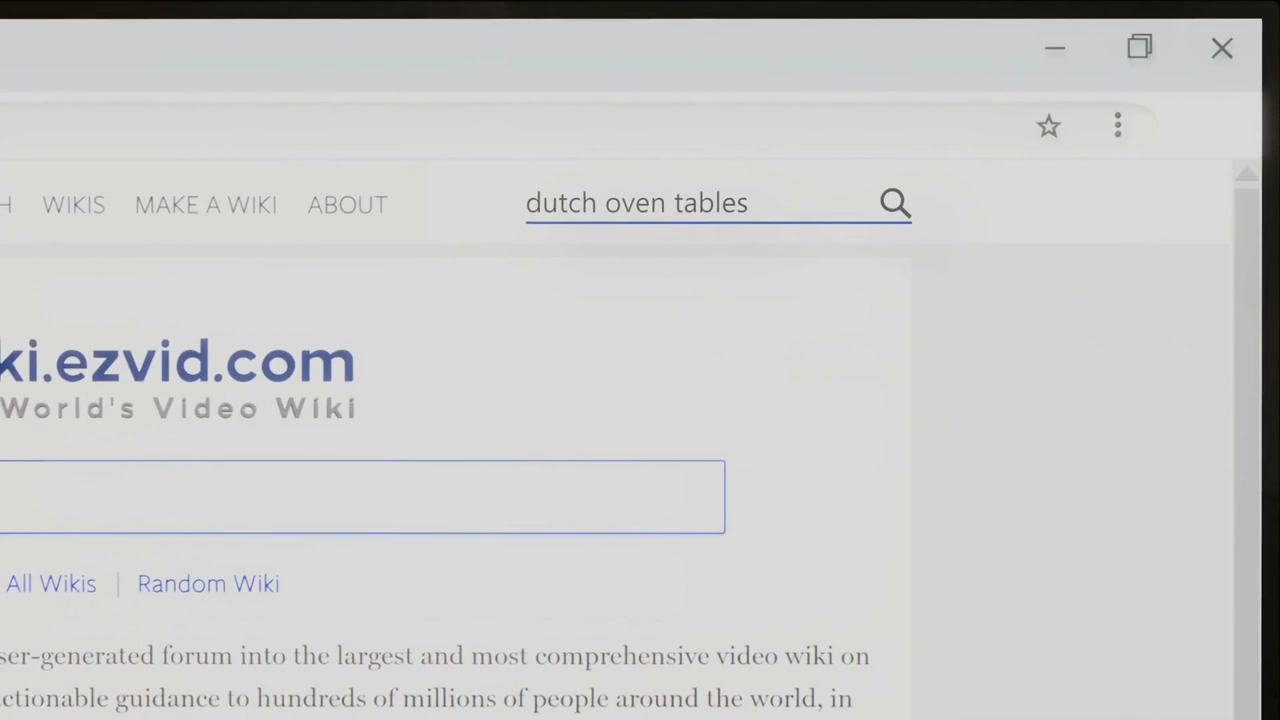 H WIKIS MAKE A WIKI ABOUT dutch oven tables
ki.ezvid.com
World's Video Wiki
All Wikis | Random Wiki
ser-generated forum into the largest and most comprehensive video wiki on
ctionable guidance to hundreds of millions of people around the world, in